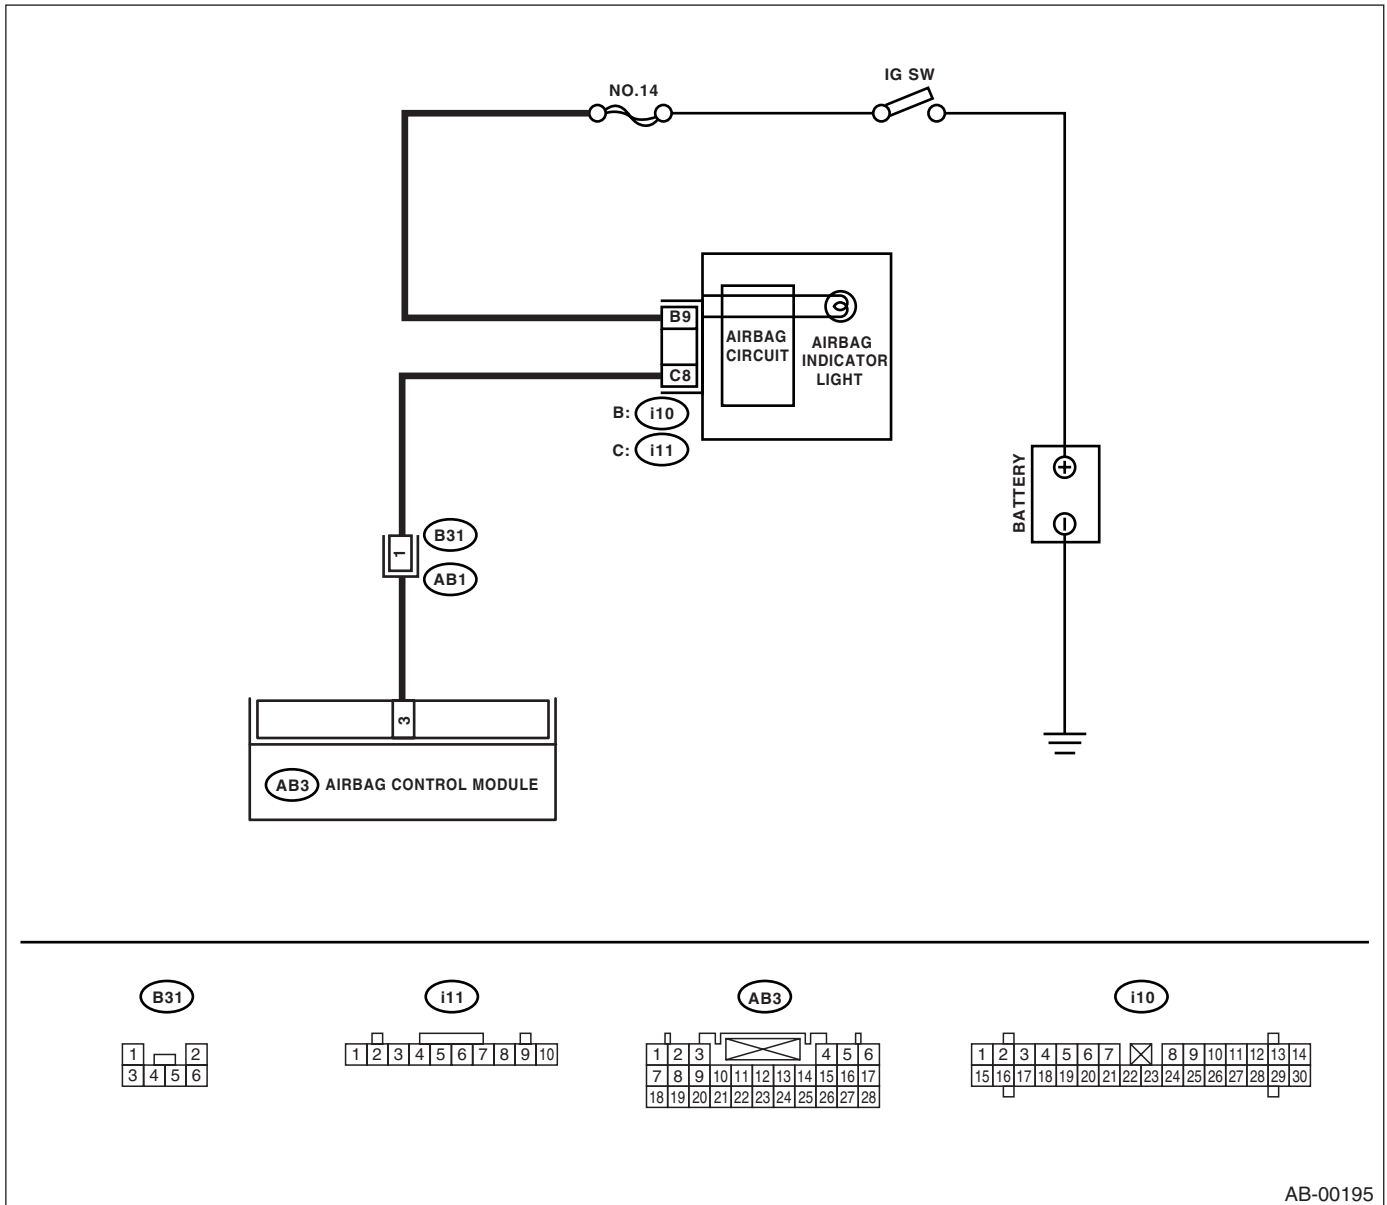 IG SW
NO.14
B9
AIRBAG
CIRCUIT
AIRBAG
INDICATOR
LIGHT
C8
B: i10
C: i11
BATTERY
+
−
B31
1
AB1
3
AB3 AIRBAG CONTROL MODULE
B31
1 2
3 4 5 6
i11
1 2 3 4 5 6 7 8 9 10
AB3
1 2 3 4 5 6
7 8 9 10 11 12 13 14 15 16 17
18 19 20 21 22 23 24 25 26 27 28
i10
1 2 3 4 5 6 7 8 9 10 11 12 13 14
15 16 17 18 19 20 21 22 23 24 25 26 27 28 29 30
AB-00195